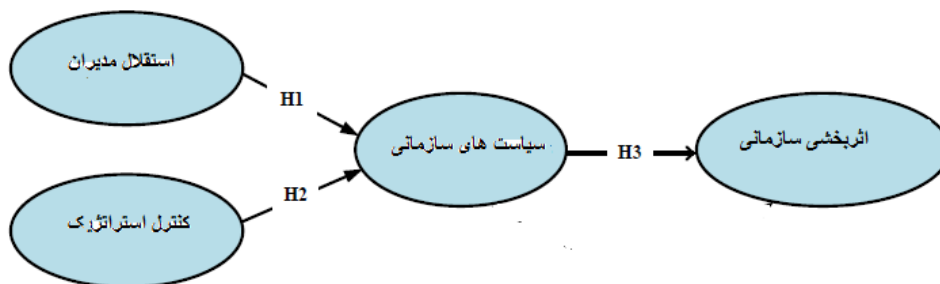 استقلال مدیران
H1
سیاست های سازمانی
H3
اثربخشی سازمانی
H2
کنترل استراتژیک